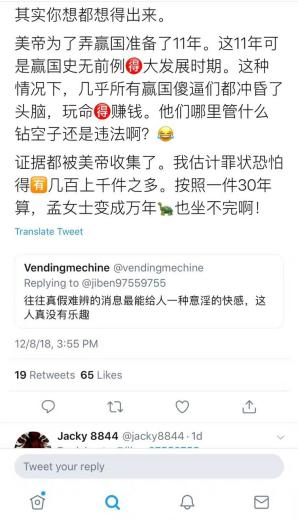 其实你想都想得出来。
美帝为了弄赢国准备了11年。这11年可
是赢国史无前例🉐大发展时期。这种
情况下，几乎所有赢国傻逼们都冲昏了
头脑，玩命🉐赚钱。他们哪里管什么
钻空子还是违法啊？😂
证据都被美帝收集了。我估计罪状恐怕
得🈶几百上千件之多。按照一件30年
算，孟女士变成万年🐢也坐不完啊！
Translate Tweet
Vendingmechine @vendingmechine
Replying to @jiben97559755
往往真假难辨的消息最能给人一种意淫的快感，这
人真没有乐趣
12/8/18, 3:55 PM
19 Retweets 65 Likes
Jacky 8844 @jacky8844 · 1d
Tweet your reply